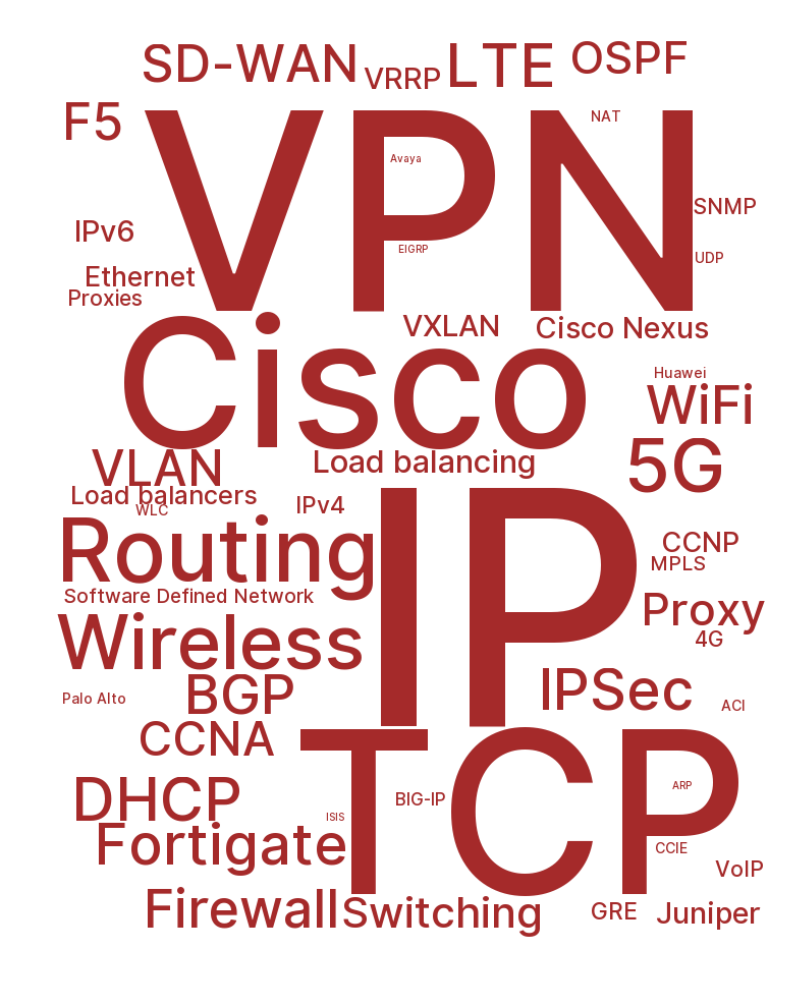 SD-WAN
VRRP
LTE
OSPF
F5
VPN
NAT
Avaya
SNMP
IPv6
EIGRP
UDP
Ethernet
Proxies
Cisco
VXLAN
Cisco Nexus
Huawei
WiFi
VLAN
Load balancing
5G
Load balancers
WLC
IPv4
IP
Routing
CCNP
MPLS
Software Defined Network
Proxy
4G
Wireless
IPSec
Palo Alto
BGP
ACI
CCNA
TCP
DHCP
BIG-IP
ARP
ISIS
Fortigate
CCIE
VoIP
Firewall
Switching
GRE
Juniper